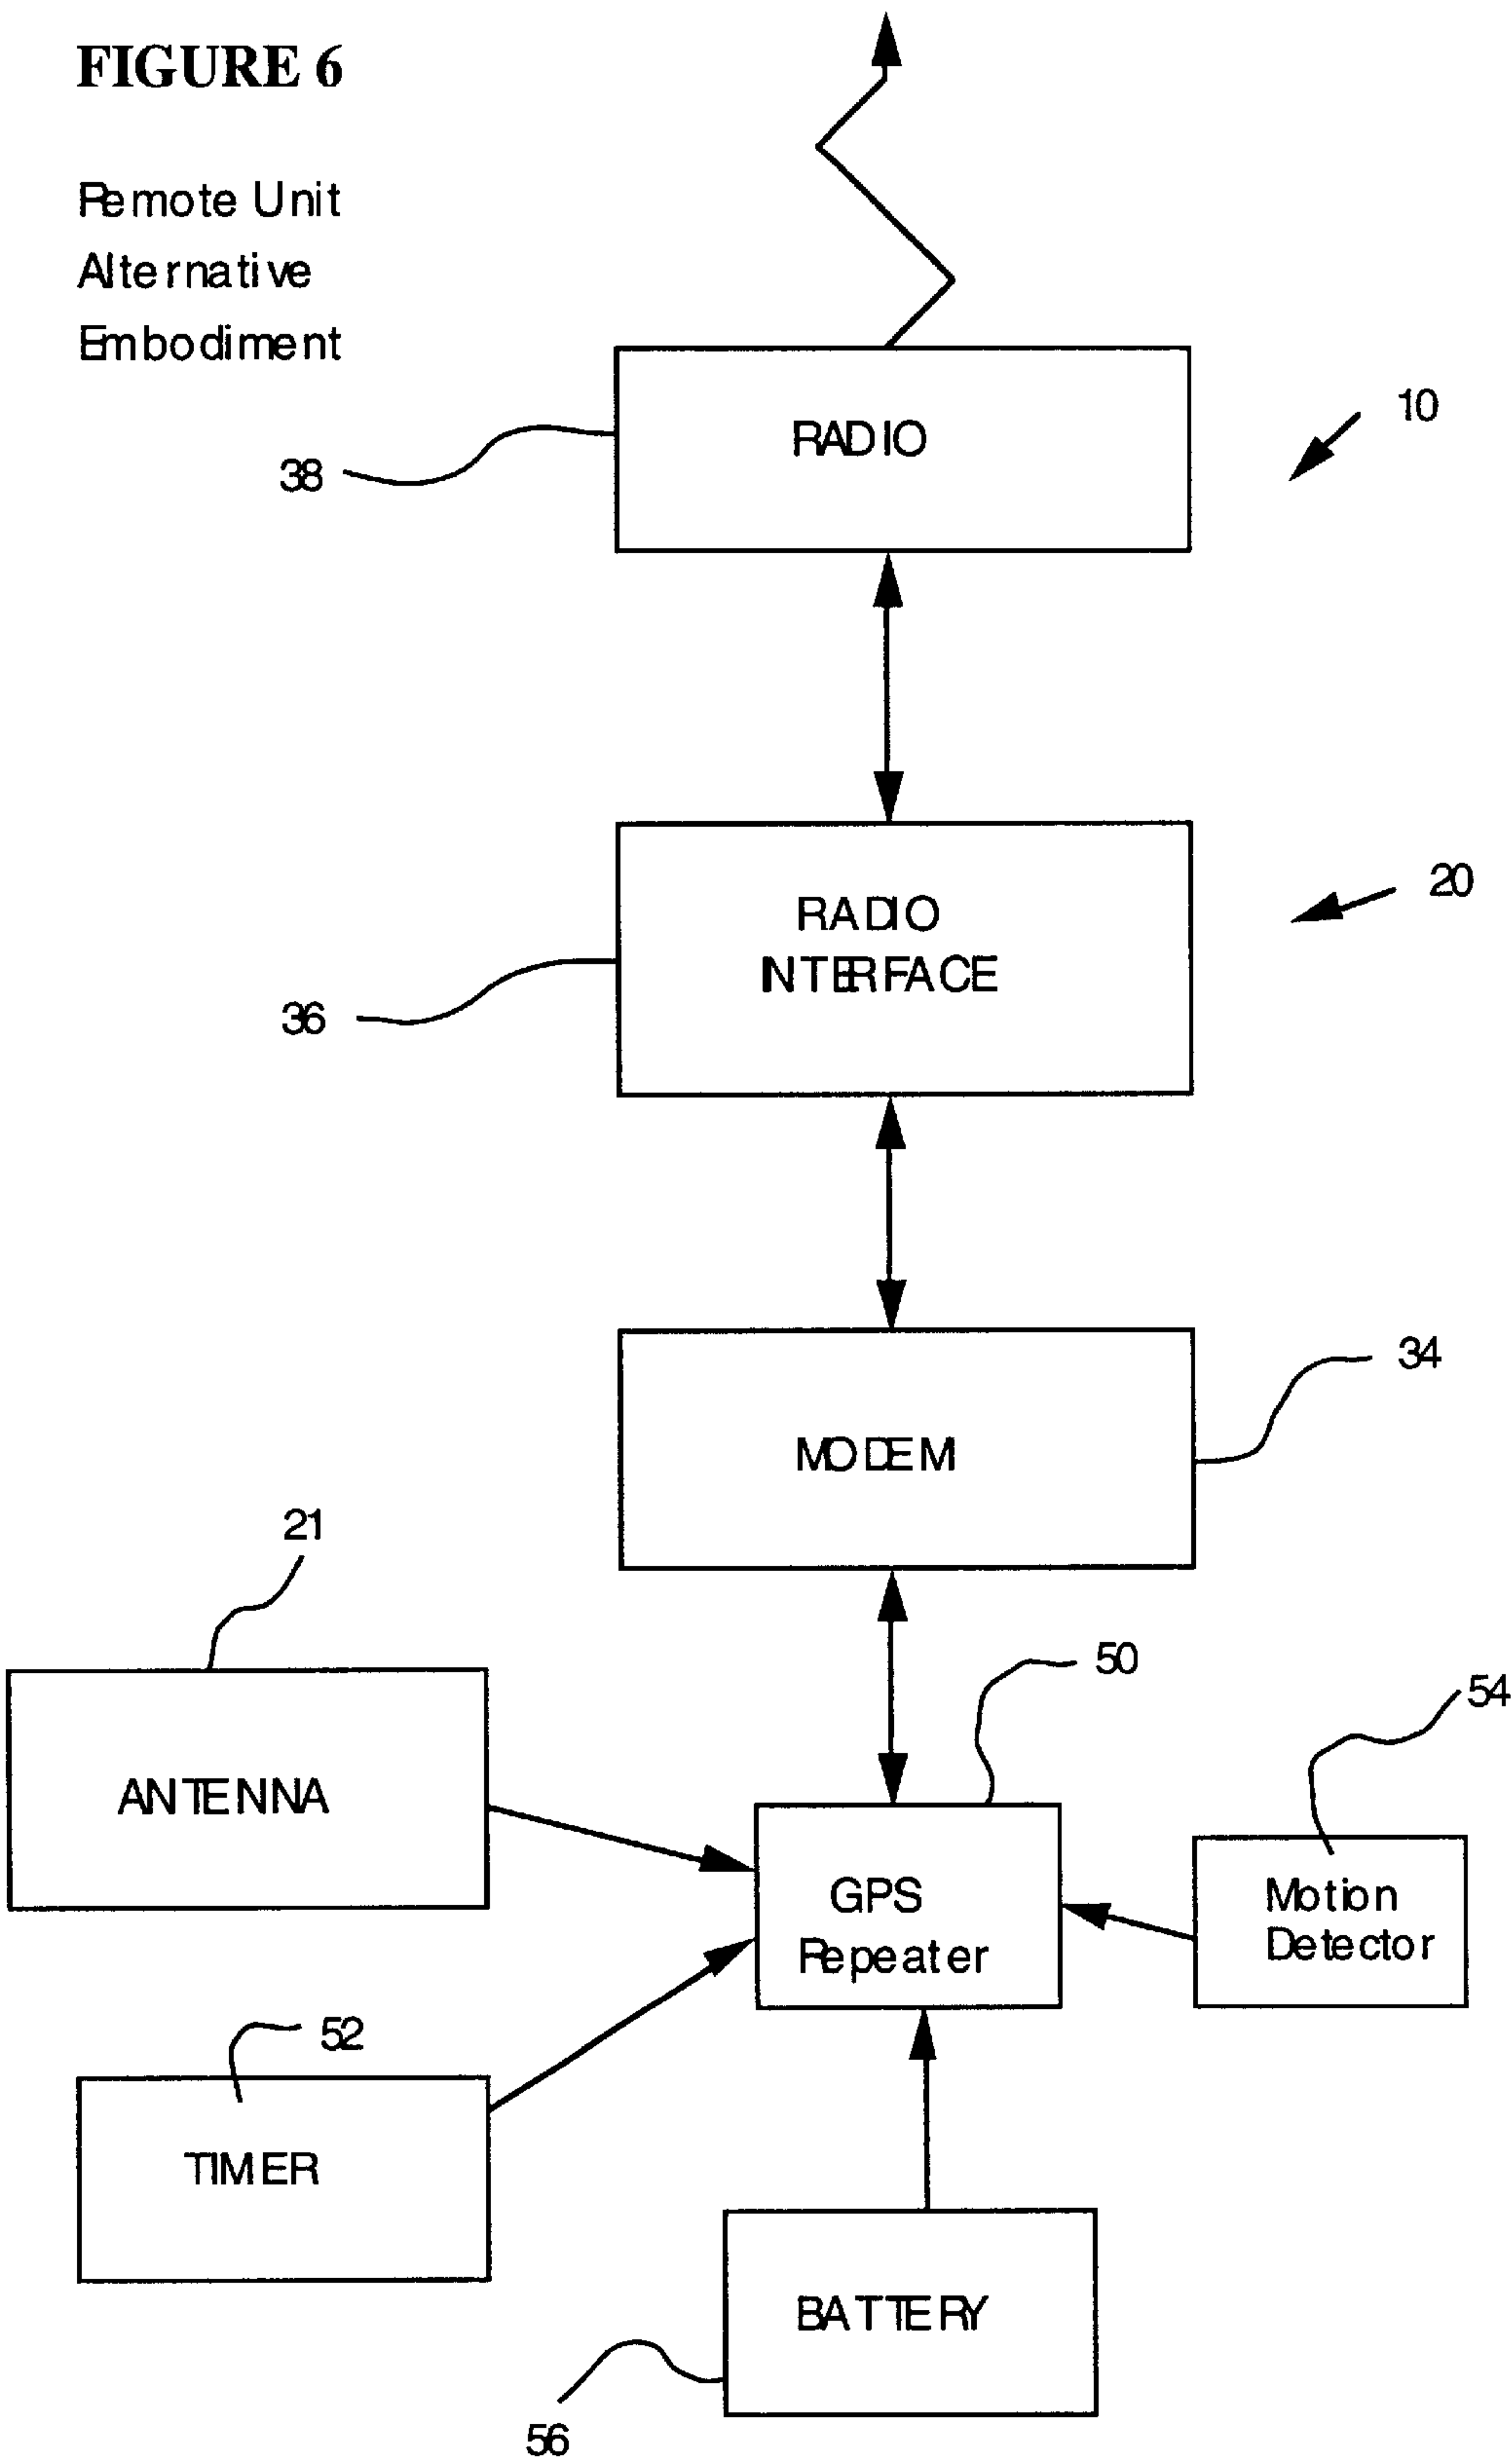 FIGURE 6
Remote Unit
Alternative
Embodiment
RADIO
10
38
RADIO
INTERFACE
20
36
MODEM
34
21
ANTENNA
50
54
GPS
Repeater
Motion
Detector
52
TIMER
BATTERY
56